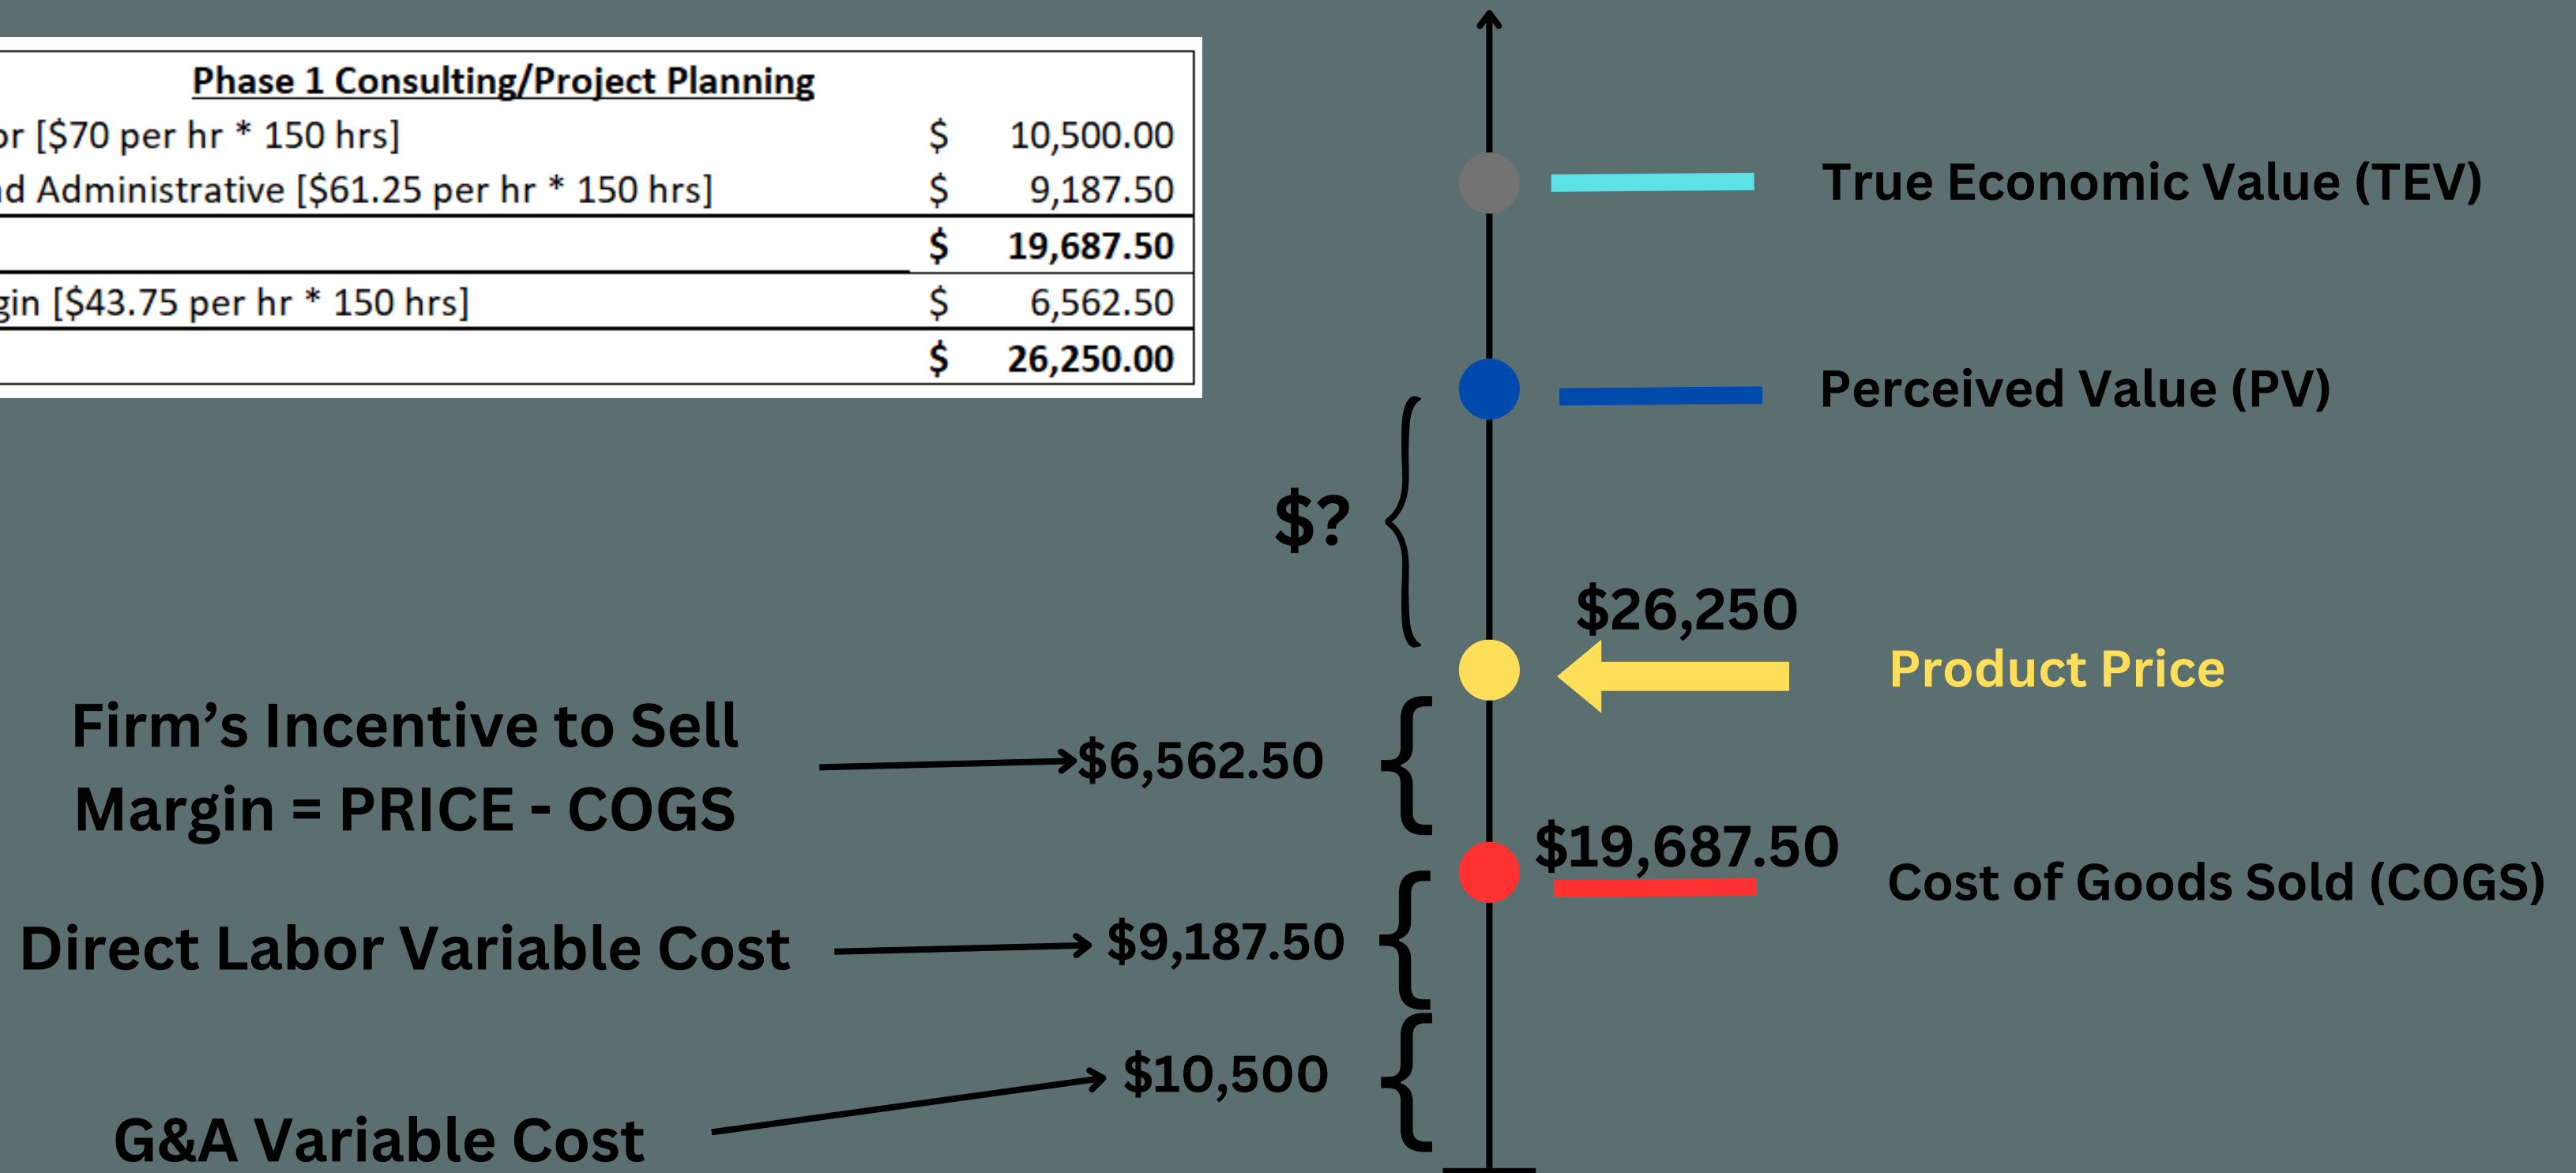 Phase 1 Consulting/Project Planning
or [$70 per hr * 150 hrs] $ 10,500.00
nd Administrative [$61.25 per hr * 150 hrs] $ 9,187.50
$ 19,687.50
gin [$43.75 per hr * 150 hrs] $ 6,562.50
$ 26,250.00
True Economic Value (TEV)
Perceived Value (PV)
$?
$26,250
Product Price
Firm’s Incentive to Sell
Margin = PRICE - COGS
$6,562.50
$19,687.50
Cost of Goods Sold (COGS)
Direct Labor Variable Cost
$9,187.50
$10,500
G&A Variable Cost